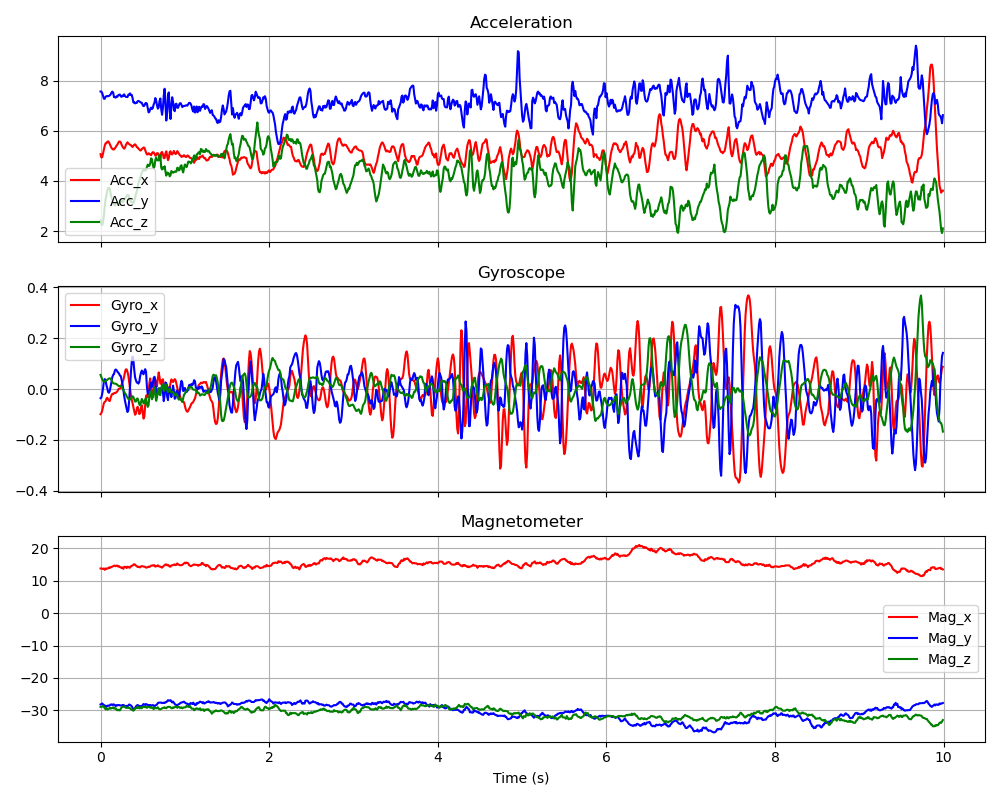 Acceleration
8
6
4
2
Acc_x
Acc_y
Acc_z
Gyroscope
0.4
0.2
0.0
−0.2
−0.4
Gyro_x
Gyro_y
Gyro_z
Magnetometer
20
10
0
−10
−20
−30
Mag_x
Mag_y
Mag_z
0 2 4 6 8 10
Time (s)